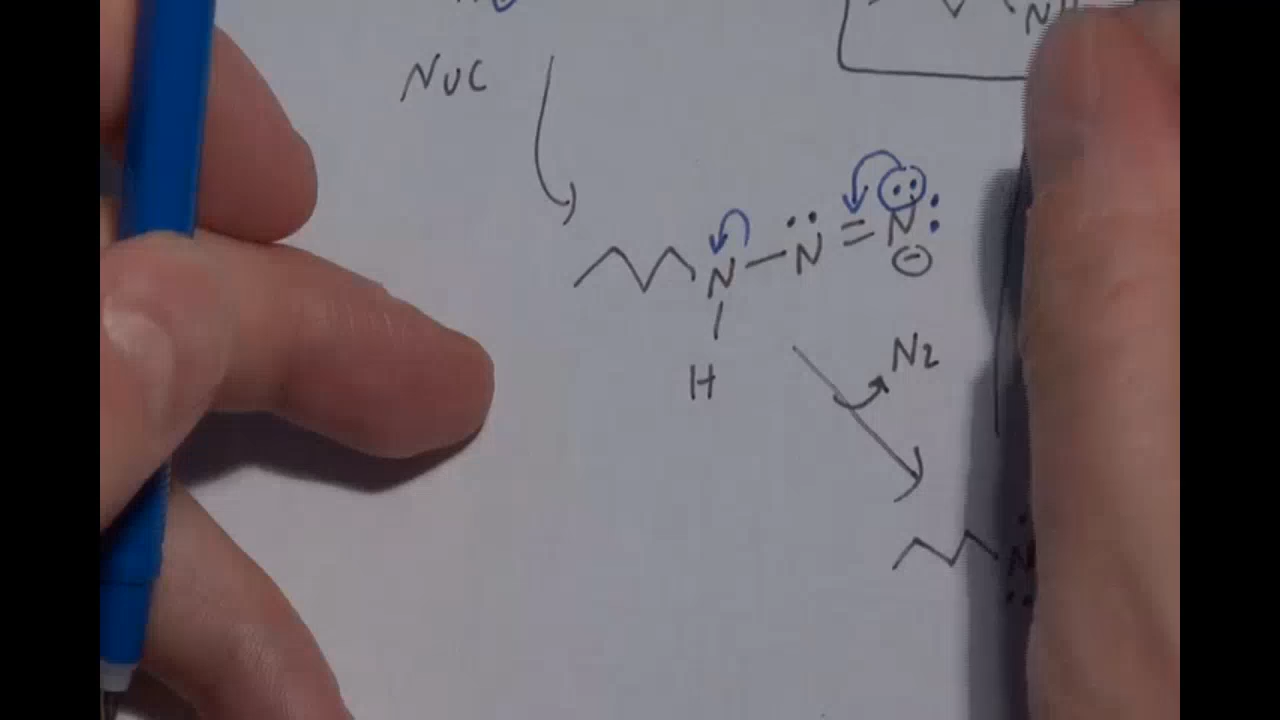 N
NUC
N – N̈ = N̈: ⊖
H
N2
N